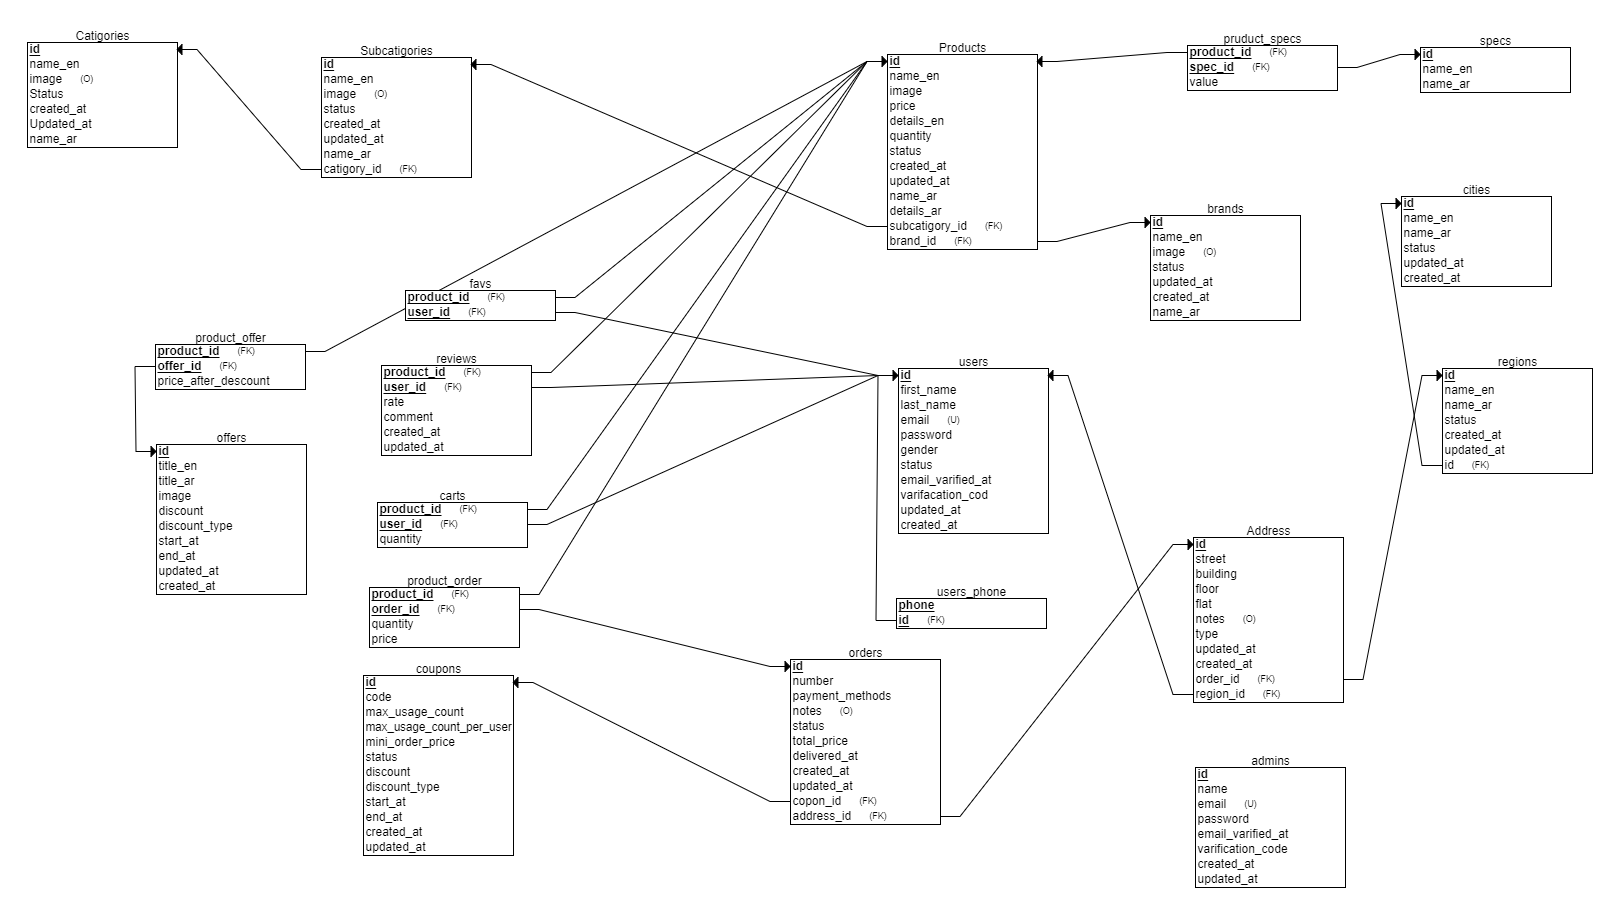 Catigories
id
name_en
image (O)
Status
created_at
Updated_at
name_ar
Subcatigories
id
name_en
image (O)
status
created_at
updated_at
name_ar
catigory_id (FK)
Products
id
name_en
image
price
details_en
quantity
status
created_at
updated_at
name_ar
details_ar
subcatigory_id (FK)
brand_id (FK)
pruduct_specs
product_id (FK)
spec_id (FK)
value
specs
id
name_en
name_ar
brands
id
name_en
image (O)
status
updated_at
created_at
name_ar
cities
id
name_en
name_ar
status
updated_at
created_at
favs
product_id (FK)
user_id (FK)
product_offer
product_id (FK)
offer_id (FK)
price_after_descount
reviews
product_id (FK)
user_id (FK)
rate
comment
created_at
updated_at
users
id
first_name
last_name
email (U)
password
gender
status
email_varified_at
varifacation_cod
updated_at
created_at
regions
id
name_en
name_ar
status
created_at
updated_at
id (FK)
offers
id
title_en
title_ar
image
discount
discount_type
start_at
end_at
updated_at
created_at
carts
product_id (FK)
user_id (FK)
quantity
Address
id
street
building
floor
flat
notes (O)
type
updated_at
created_at
order_id (FK)
region_id (FK)
product_order
product_id (FK)
order_id (FK)
quantity
price
users_phone
phone
id (FK)
coupons
id
code
max_usage_count
max_usage_count_per_user
mini_order_price
status
discount
discount_type
start_at
end_at
created_at
updated_at
orders
id
number
payment_methods
notes (O)
status
total_price
delivered_at
created_at
updated_at
copon_id (FK)
address_id (FK)
admins
id
name
email (U)
password
email_varified_at
varification_code
created_at
updated_at